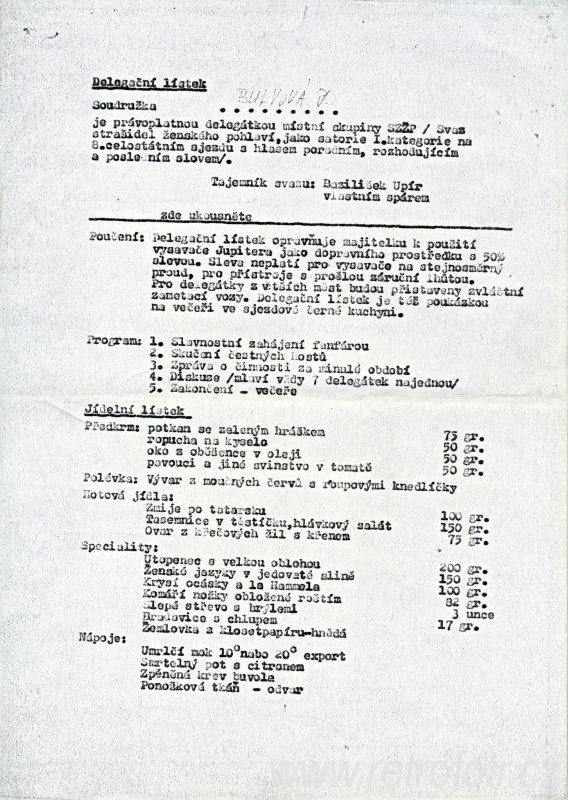 Delegační lístek
Soudružka BULVOVÁ J.
je právoplatnou delegátkou místní skupiny SZŽP / Svaz
strašidel ženského pohlaví,jako satorie I.kategorie na
8.celostátním sjezdu s hlasem poradním, rozhodujícím
a posledním slovem/.
Tajemník svazu: Bazilišek Upír
vlastním spárem
zde ukousněte
Poučení: Delegační lístek opravňuje majitelku k použití
vysavače Jupitera jako dopravního prostředku s 50%
slevou. Sleva neplatí pro vysavače na stejnosměrný
proud, pro přístroje s prošlou záruční lhůtou.
Pro delegátky z větších měst budou přistaveny zvláštní
zametací vozy. Delegační lístek je též poukázkou
na večeři ve sjezdové černé kuchyni.
Program: 1. Slavnostní zahájení fanfárou
2. Skučení čestných hostů
3. Zpráva o činnosti za minulé období
4. Diskuze /mluví vždy 7 delegátek najednou/
5. Zakončení - večeře
Jídelní lístek
Předkrm: potkan se zeleným hráškem 75 gr.
ropucha na kyselo 50 gr.
oko z oběšence v oleji 50 gr.
pavouci a jiné svinstvo v tomatě 50 gr.
Polévka: Vývar z moučných červů s roupovými knedlíčky
Hotová jídla:
Zmije po tatarsku 100 gr.
Tasemnice v těstíčku,hlávkový salát 150 gr.
Ovar z křečových žil s křenem 75 gr.
Speciality:
Utopenec s velkou oblohou 200 gr.
Ženské jazyky v jedovaté slině 150 gr.
Krysí ocásky a la Hammela 100 gr.
Komáří nožky obložené roštím 82 gr.
Slepé střevo s brýlemi 3 unce
Bradavice s chlupem 17 gr.
Žemlovka z klosetpapíru-hnědá
Nápoje:
Umrlčí mok 10°nabo 20° export
Smrtelný pot s citronem
Zpěněná krev buvola
Ponožková tkáň - odvar
www.retrolotr.cz